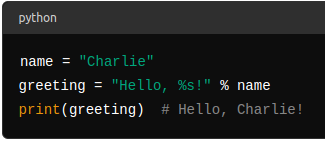 python
name = "Charlie"
greeting = "Hello, %s!" % name
print(greeting)  # Hello, Charlie!